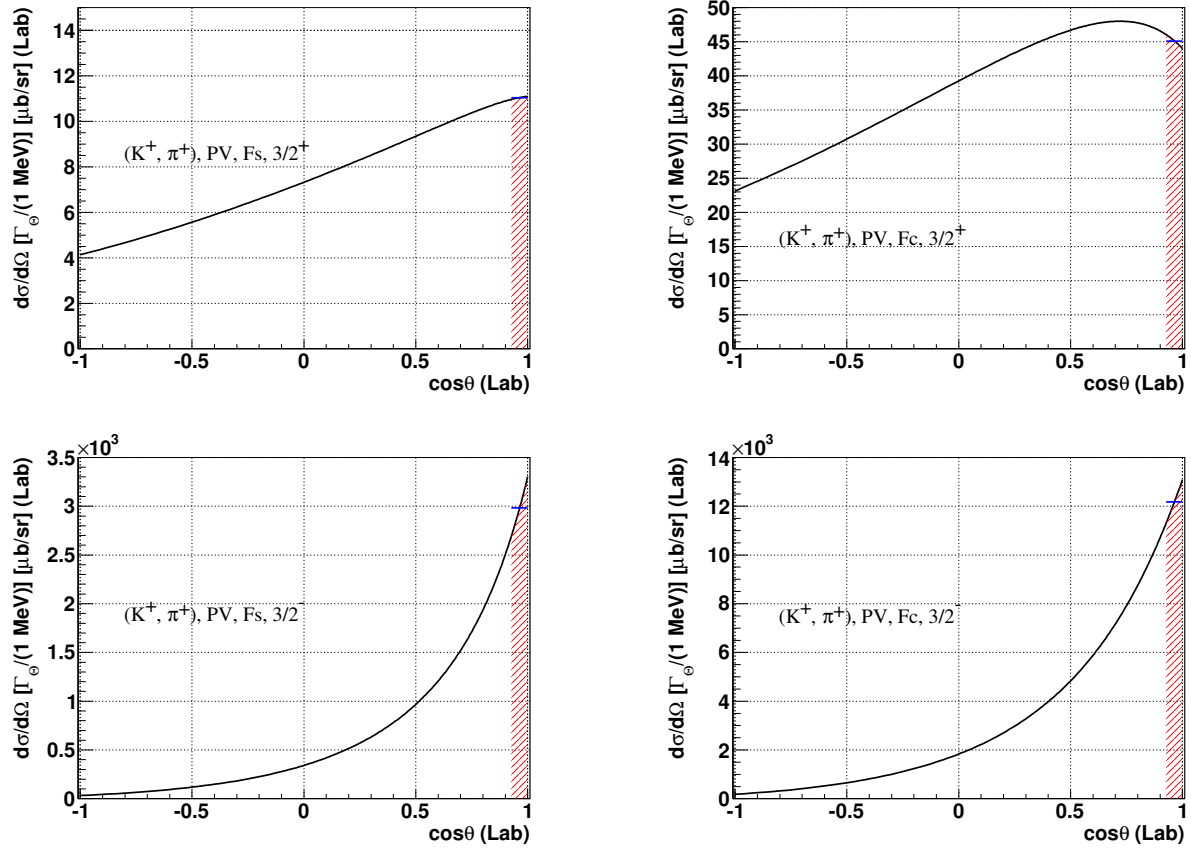 dσ/dΩ [Γ_Θ/(1 MeV)] [μb/sr] (Lab)
14
12
10
8
6
4
2
0
(K⁺, π⁺), PV, Fs, 3/2⁺
-1 -0.5 0 0.5 1
cosθ (Lab)
dσ/dΩ [Γ_Θ/(1 MeV)] [μb/sr] (Lab)
50
45
40
35
30
25
20
15
10
5
0
(K⁺, π⁺), PV, Fc, 3/2⁺
-1 -0.5 0 0.5 1
cosθ (Lab)
×10³
dσ/dΩ [Γ_Θ/(1 MeV)] [μb/sr] (Lab)
3.5
3
2.5
2
1.5
1
0.5
0
(K⁺, π⁺), PV, Fs, 3/2⁻
-1 -0.5 0 0.5 1
cosθ (Lab)
×10³
dσ/dΩ [Γ_Θ/(1 MeV)] [μb/sr] (Lab)
14
12
10
8
6
4
2
0
(K⁺, π⁺), PV, Fc, 3/2⁻
-1 -0.5 0 0.5 1
cosθ (Lab)